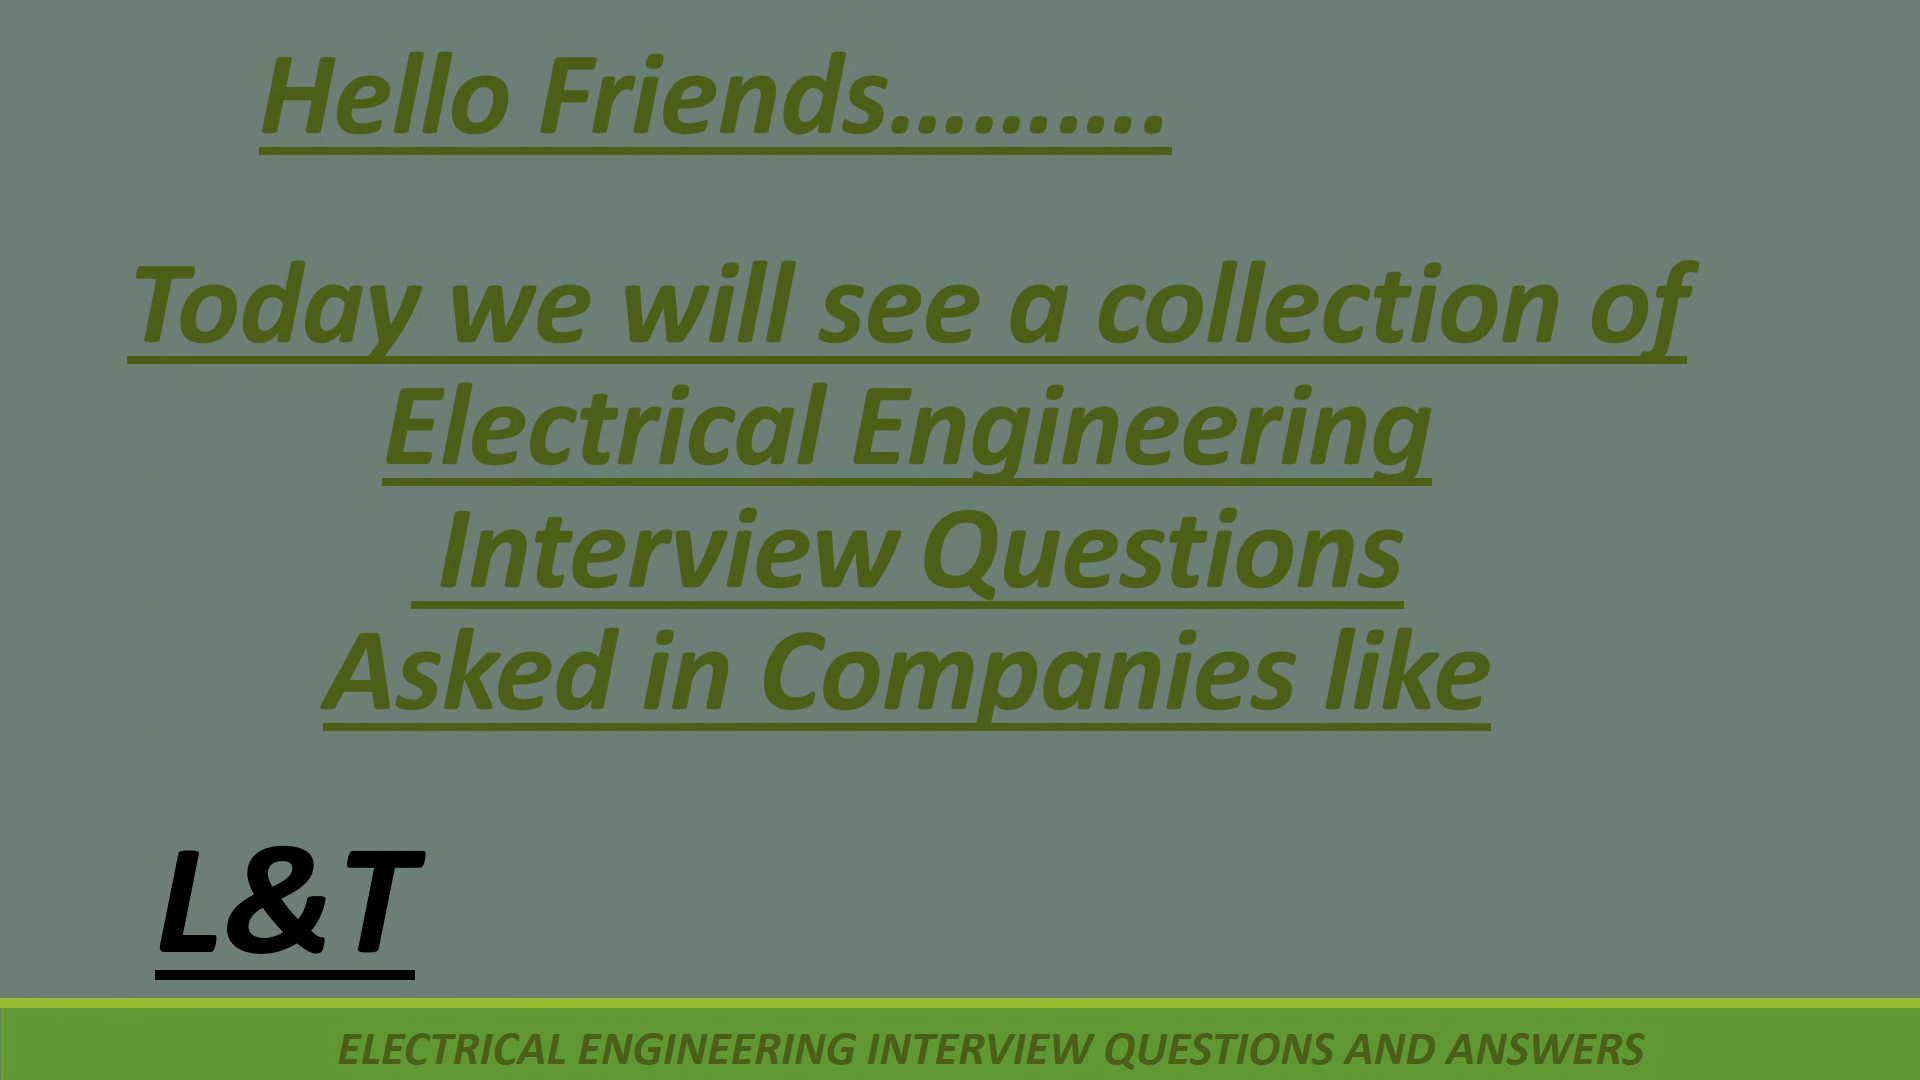 Hello Friends……….
Today we will see a collection of
Electrical Engineering
Interview Questions
Asked in Companies like
L&T
ELECTRICAL ENGINEERING INTERVIEW QUESTIONS AND ANSWERS